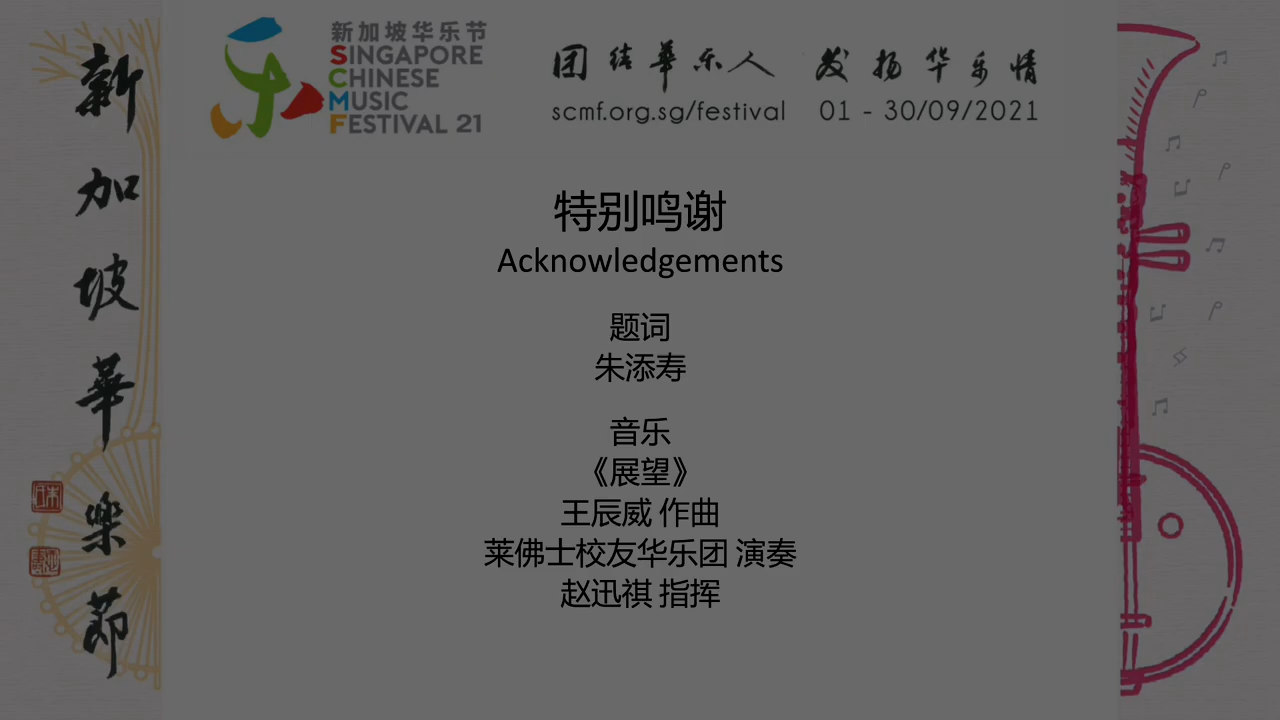 新加坡華樂節
新加坡华乐节
SINGAPORE
CHINESE
MUSIC
FESTIVAL 21
团结華乐人 发扬华乐情
scmf.org.sg/festival 01 - 30/09/2021
特别鸣谢
Acknowledgements
题词
朱添寿
音乐
《展望》
王辰威 作曲
莱佛士校友华乐团 演奏
赵迅祺 指挥